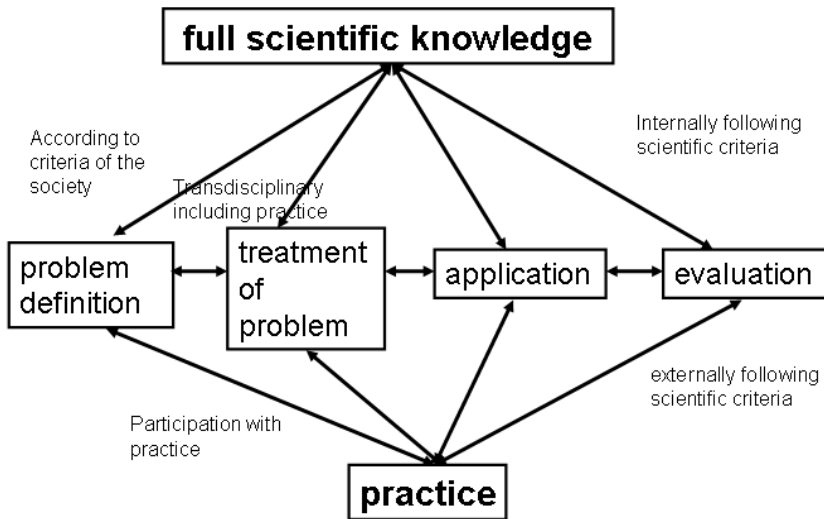 full scientific knowledge
According to
criteria of the
society
Internally following
scientific criteria
Transdisciplinary
including practice
problem
definition
treatment
of
problem
application
evaluation
externally following
scientific criteria
Participation with
practice
practice